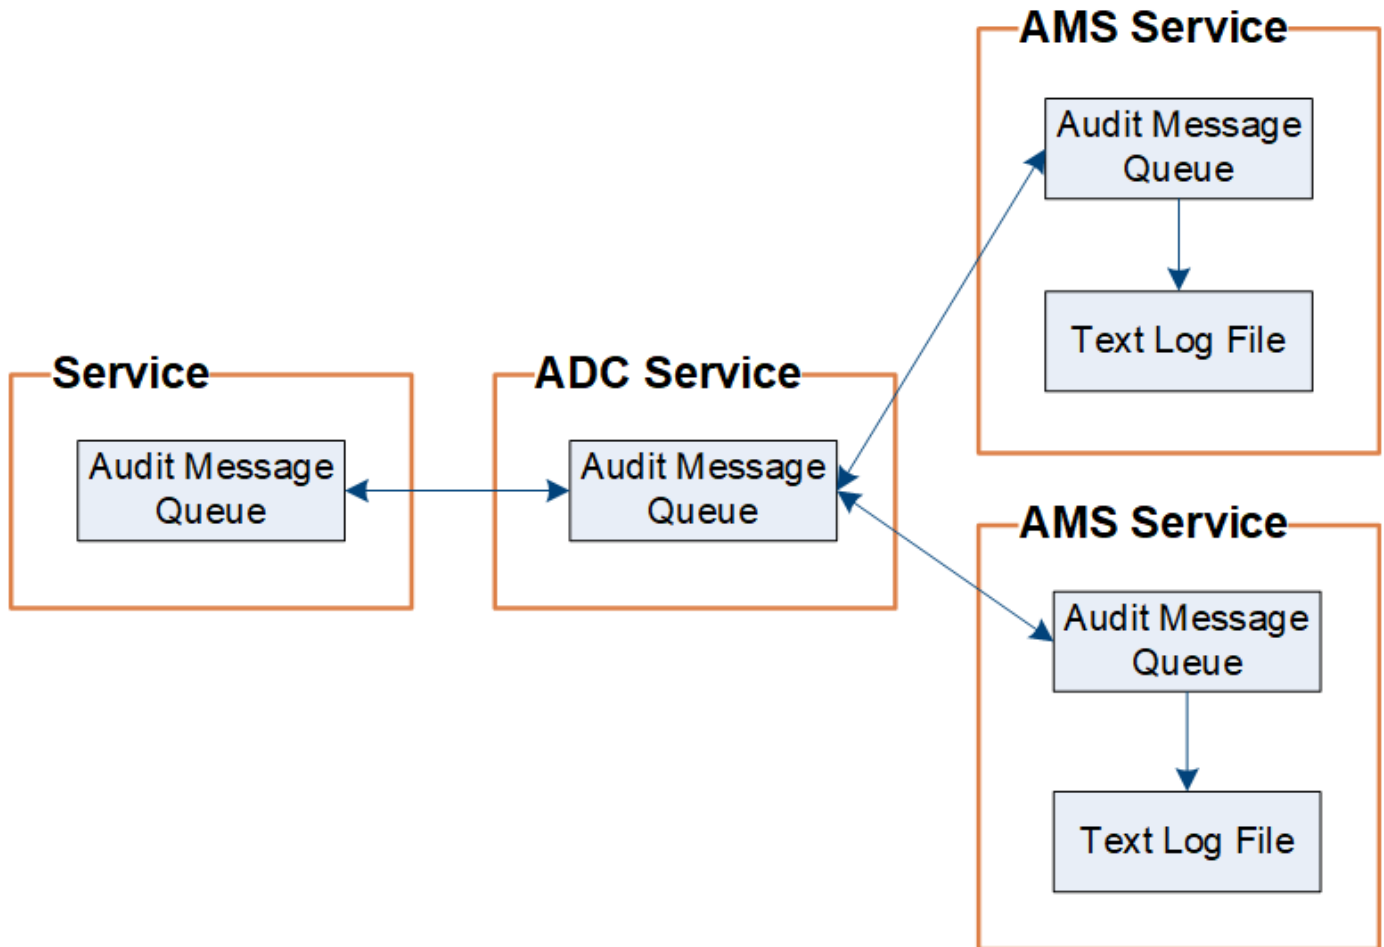 Service
Audit Message
Queue
ADC Service
Audit Message
Queue
AMS Service
Audit Message
Queue
Text Log File
AMS Service
Audit Message
Queue
Text Log File